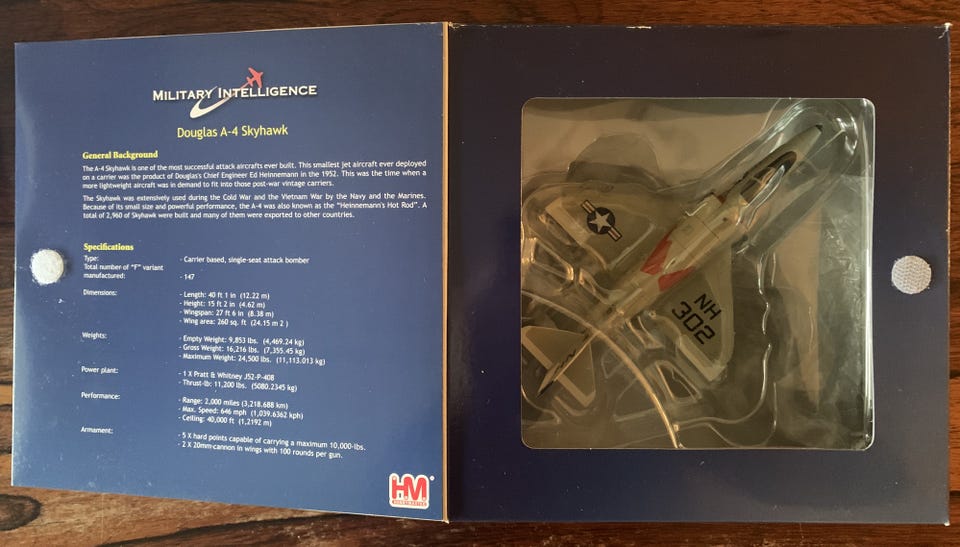 MILITARY INTELLIGENCE
Douglas A-4 Skyhawk
General Background
The A-4 Skyhawk is one of the most successful attack aircrafts ever built. This smallest jet aircraft ever deployed
on a carrier was the product of Douglas's Chief Engineer Ed Heinnemann in the 1952. This was the time when a
more lightweight aircraft was in demand to fit into those post-war vintage carriers.
The Skyhawk was extensively used during the Cold War and the Vietnam War by the Navy and the Marines.
Because of its small size and powerful performance, the A-4 was also known as the "Heinnemann's Hot Rod". A
total of 2,960 of Skyhawk were built and many of them were exported to other countries.
Specifications
Type: - Carrier based, single-seat attack bomber
Total number of "F" variant
manufactured: - 147
Dimensions: - Length: 40 ft 1 in (12.22 m)
- Height: 15 ft 2 in (4.62 m)
- Wingspan: 27 ft 6 in (8.38 m)
- Wing area: 260 sq. ft (24.15 m 2 )
Weights: - Empty Weight: 9,853 lbs. (4,469.24 kg)
- Gross Weight: 16,216 lbs. (7,355.45 kg)
- Maximum Weight: 24,500 lbs. (11,113.013 kg)
Power plant: - 1 X Pratt & Whitney J52-P-40B
- Thrust-lb: 11,200 lbs. (5080.2345 kg)
Performance: - Range: 2,000 miles (3,218.688 km)
- Max. Speed: 646 mph (1,039.6362 kph)
- Ceiling: 40,000 ft (1,2192 m)
Armament: - 5 X hard points capable of carrying a maximum 10,000-lbs.
- 2 X 20mm-cannon in wings with 100 rounds per gun.
HM
HOBBYMASTER
NH
302